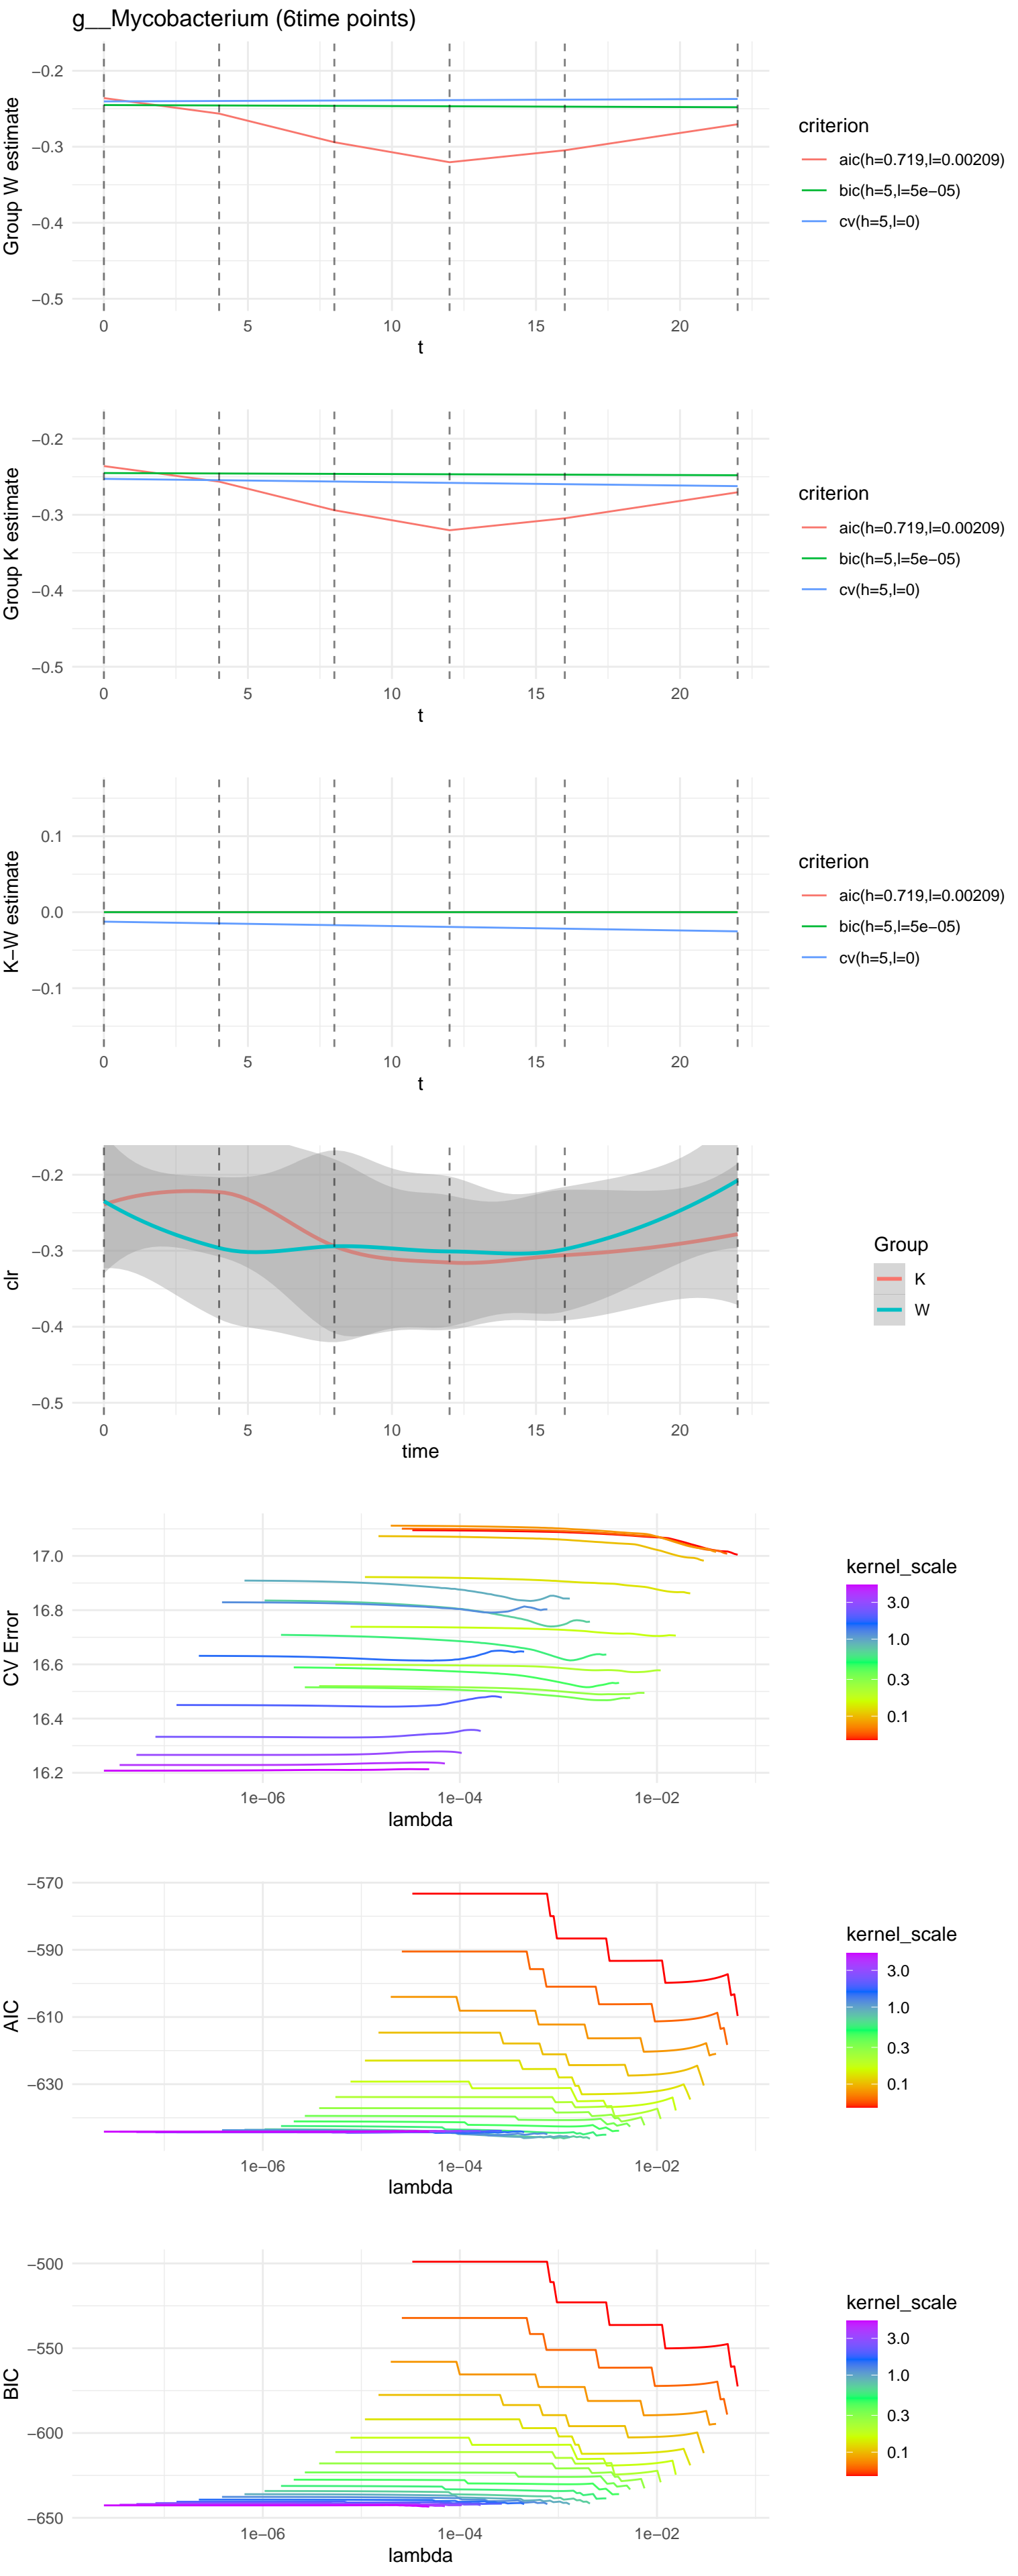 g__Mycobacterium (6time points)
Group W estimate
−0.2
−0.3
−0.4
−0.5
0 5 10 15 20
t
criterion
aic(h=0.719,l=0.00209)
bic(h=5,l=5e−05)
cv(h=5,l=0)
Group K estimate
−0.2
−0.3
−0.4
−0.5
0 5 10 15 20
t
criterion
aic(h=0.719,l=0.00209)
bic(h=5,l=5e−05)
cv(h=5,l=0)
K−W estimate
0.1
0.0
−0.1
0 5 10 15 20
t
criterion
aic(h=0.719,l=0.00209)
bic(h=5,l=5e−05)
cv(h=5,l=0)
clr
−0.2
−0.3
−0.4
−0.5
0 5 10 15 20
time
Group
K
W
CV Error
17.0
16.8
16.6
16.4
16.2
1e−06 1e−04 1e−02
lambda
kernel_scale
3.0
1.0
0.3
0.1
AIC
−570
−590
−610
−630
1e−06 1e−04 1e−02
lambda
kernel_scale
3.0
1.0
0.3
0.1
BIC
−500
−550
−600
−650
1e−06 1e−04 1e−02
lambda
kernel_scale
3.0
1.0
0.3
0.1